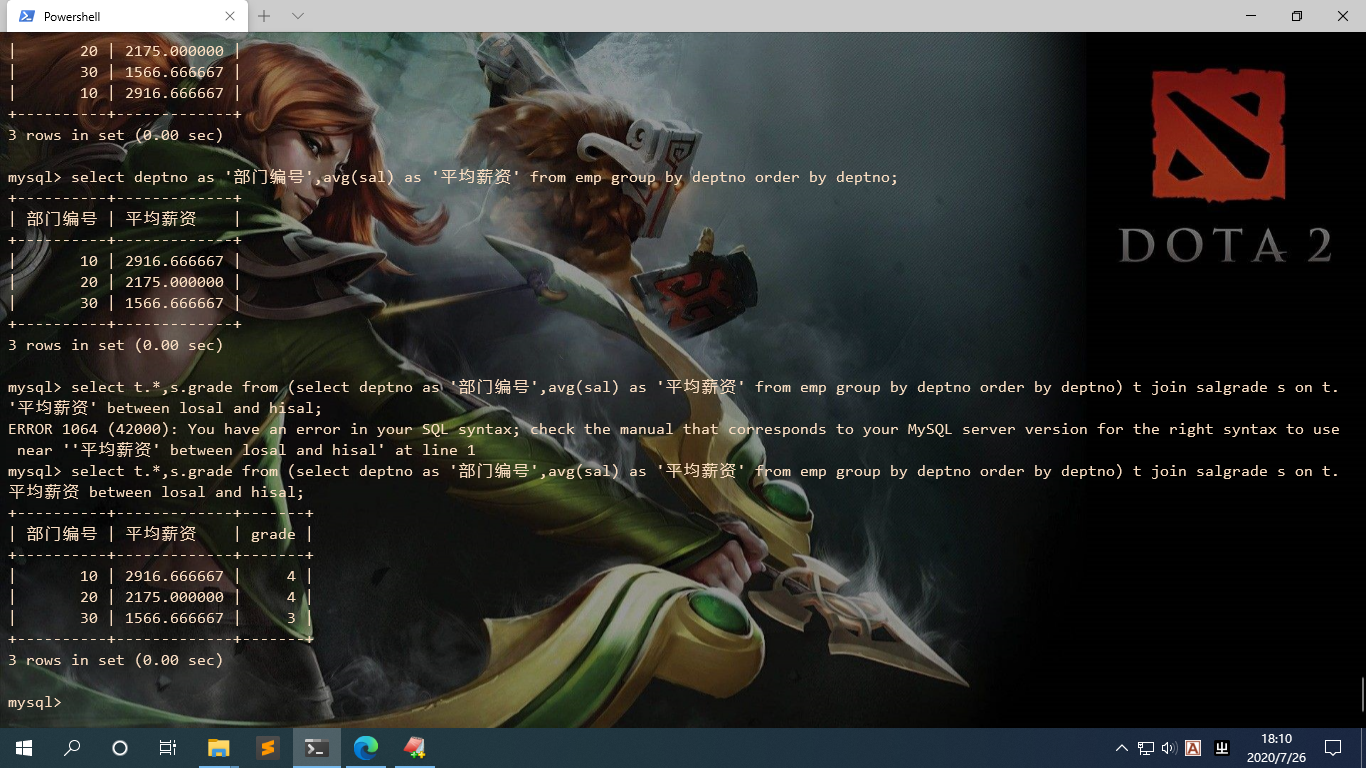 Powershell
|       20 | 2175.000000 |
|       30 | 1566.666667 |
|       10 | 2916.666667 |
+----------+-------------+
3 rows in set (0.00 sec)
mysql> select deptno as '部门编号',avg(sal) as '平均薪资' from emp group by deptno order by deptno;
+----------+-------------+
| 部门编号 | 平均薪资    |
+----------+-------------+
|       10 | 2916.666667 |
|       20 | 2175.000000 |
|       30 | 1566.666667 |
+----------+-------------+
3 rows in set (0.00 sec)
mysql> select t.*,s.grade from (select deptno as '部门编号',avg(sal) as '平均薪资' from emp group by deptno order by deptno) t join salgrade s on t.
'平均薪资' between losal and hisal;
ERROR 1064 (42000): You have an error in your SQL syntax; check the manual that corresponds to your MySQL server version for the right syntax to use
 near ''平均薪资' between losal and hisal' at line 1
mysql> select t.*,s.grade from (select deptno as '部门编号',avg(sal) as '平均薪资' from emp group by deptno order by deptno) t join salgrade s on t.
平均薪资 between losal and hisal;
+----------+-------------+-------+
| 部门编号 | 平均薪资    | grade |
+----------+-------------+-------+
|       10 | 2916.666667 |     4 |
|       20 | 2175.000000 |     4 |
|       30 | 1566.666667 |     3 |
+----------+-------------+-------+
3 rows in set (0.00 sec)
mysql>
DOTA 2
18:10
2020/7/26